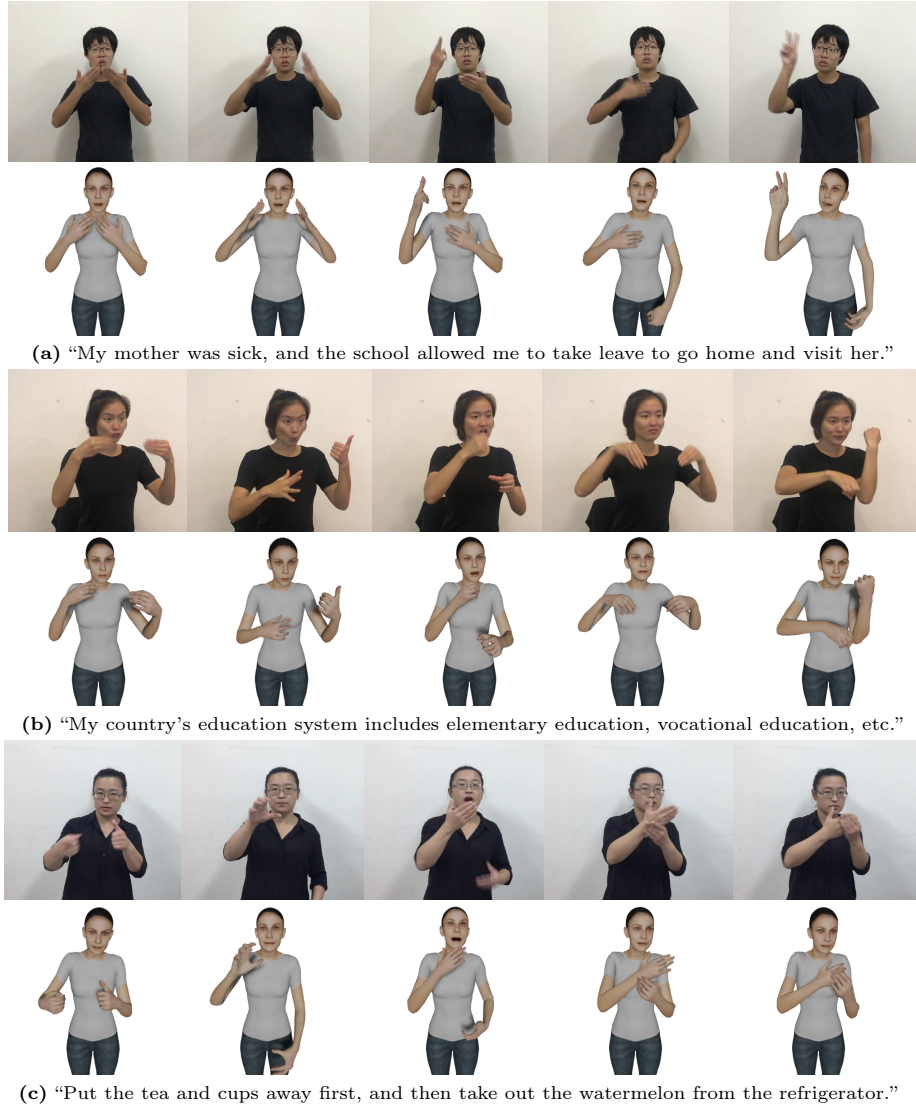 (a) “My mother was sick, and the school allowed me to take leave to go home and visit her.”
(b) “My country’s education system includes elementary education, vocational education, etc.”
(c) “Put the tea and cups away first, and then take out the watermelon from the refrigerator.”